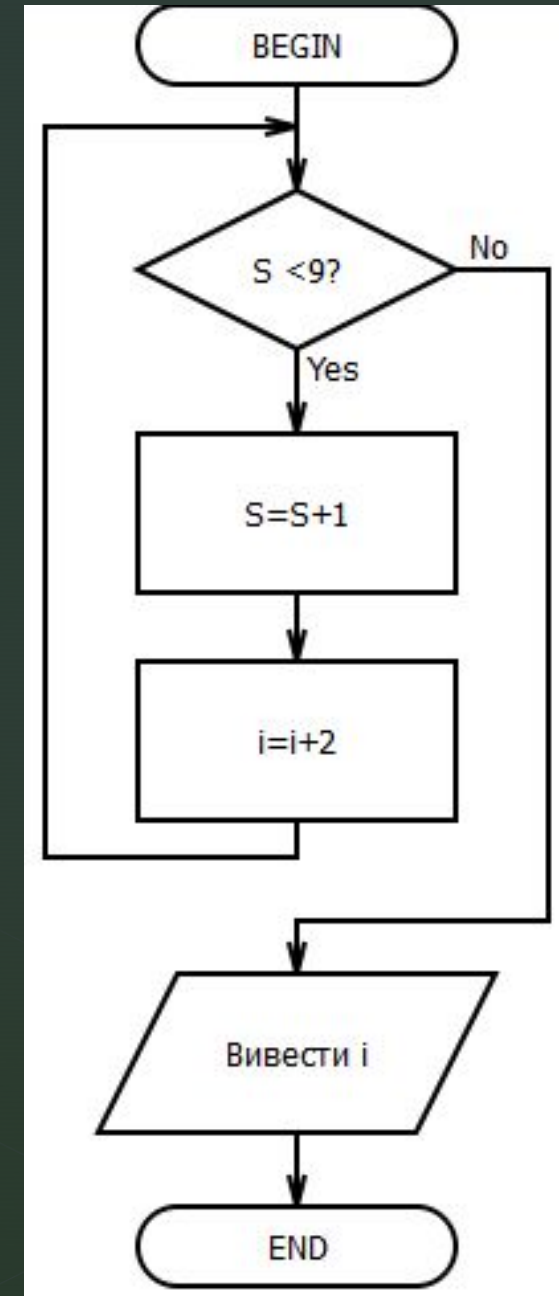 BEGIN
S <9?
No
Yes
S=S+1
i=i+2
Вивести i
END